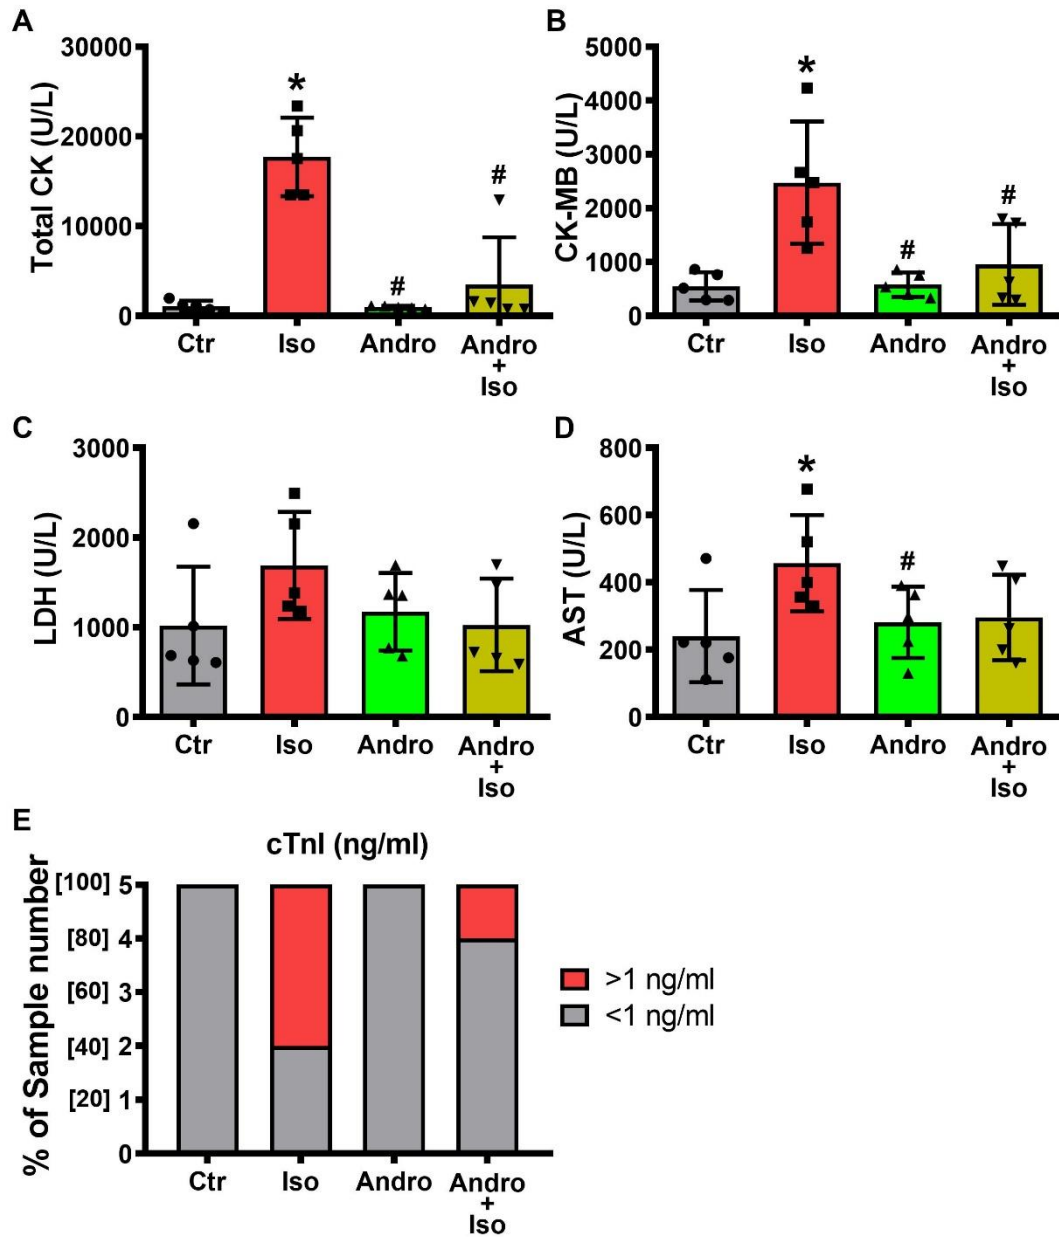 A
Total CK (U/L)
30000
20000
10000
0
*
#
#
Ctr
Iso
Andro
Andro
+
Iso
B
CK-MB (U/L)
5000
4000
3000
2000
1000
0
*
#
#
Ctr
Iso
Andro
Andro
+
Iso
C
LDH (U/L)
3000
2000
1000
0
Ctr
Iso
Andro
Andro
+
Iso
D
AST (U/L)
800
600
400
200
0
*
#
Ctr
Iso
Andro
Andro
+
Iso
E
cTnI (ng/ml)
% of Sample number
[100] 5
[80] 4
[60] 3
[40] 2
[20] 1
0
Ctr
Iso
Andro
Andro
+
Iso
>1 ng/ml
<1 ng/ml